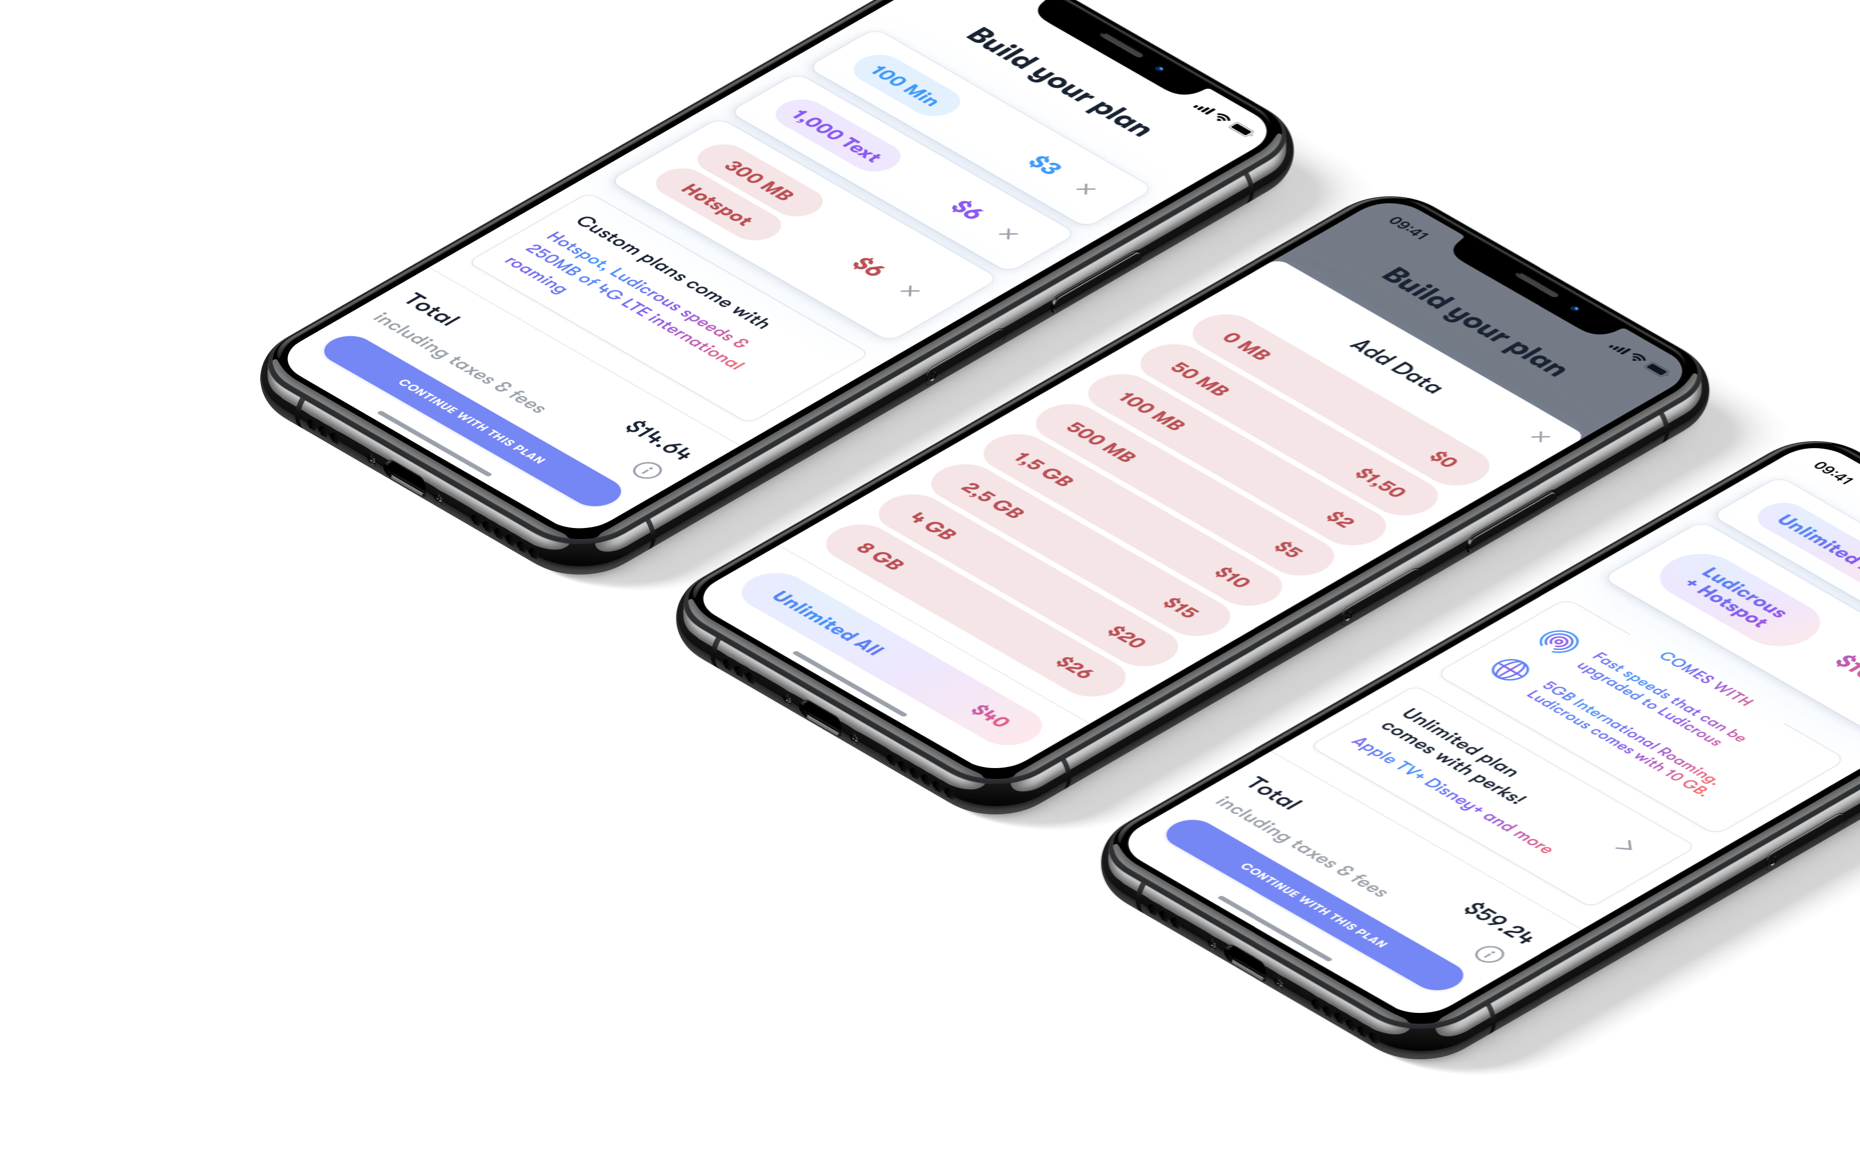 Build your plan
100 Min
$3
1,000 Text
$6
300 MB
Hotspot
$6
Custom plans come with
Hotspot, Ludicrous speeds &
250MB of 4G LTE international
roaming
Total
including taxes & fees
$14.64
CONTINUE WITH THIS PLAN
09:41
Build your plan
Add Data
0 MB
$0
50 MB
$1,50
100 MB
$2
500 MB
$5
1,5 GB
$10
2,5 GB
$15
4 GB
$20
8 GB
$26
Unlimited All
$40
09:41
Unlimited
Ludicrous
+ Hotspot
COMES WITH
Fast speeds that can be
upgraded to Ludicrous
5GB International Roaming.
Ludicrous comes with 10 GB.
Unlimited plan
comes with perks!
Apple TV+ Disney+ and more
Total
including taxes & fees
$59.24
CONTINUE WITH THIS PLAN